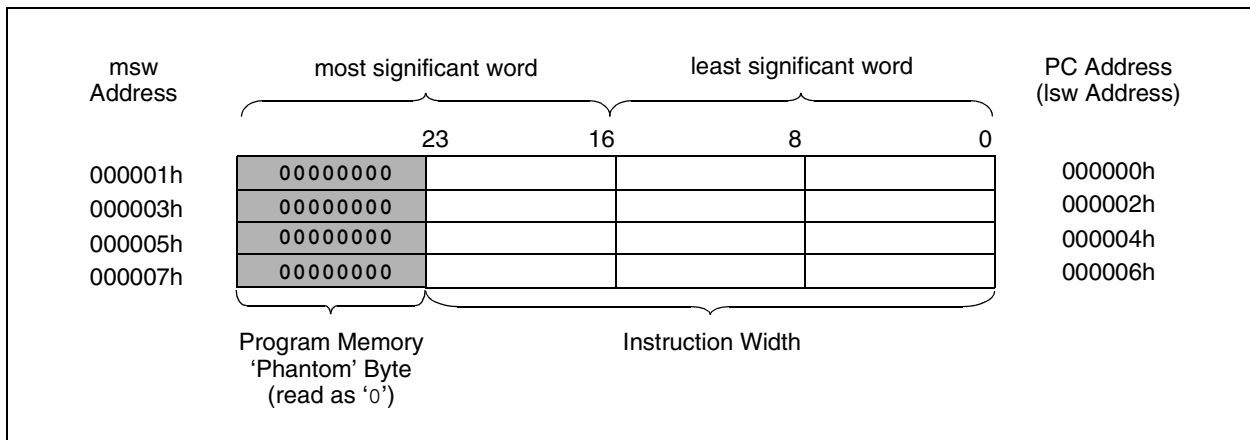 msw
Address
most significant word
least significant word
PC Address
(lsw Address)
23
16
8
0
000001h
00000000
000000h
000003h
00000000
000002h
000005h
00000000
000004h
000007h
00000000
000006h
Program Memory
‘Phantom’ Byte
(read as ‘0’)
Instruction Width